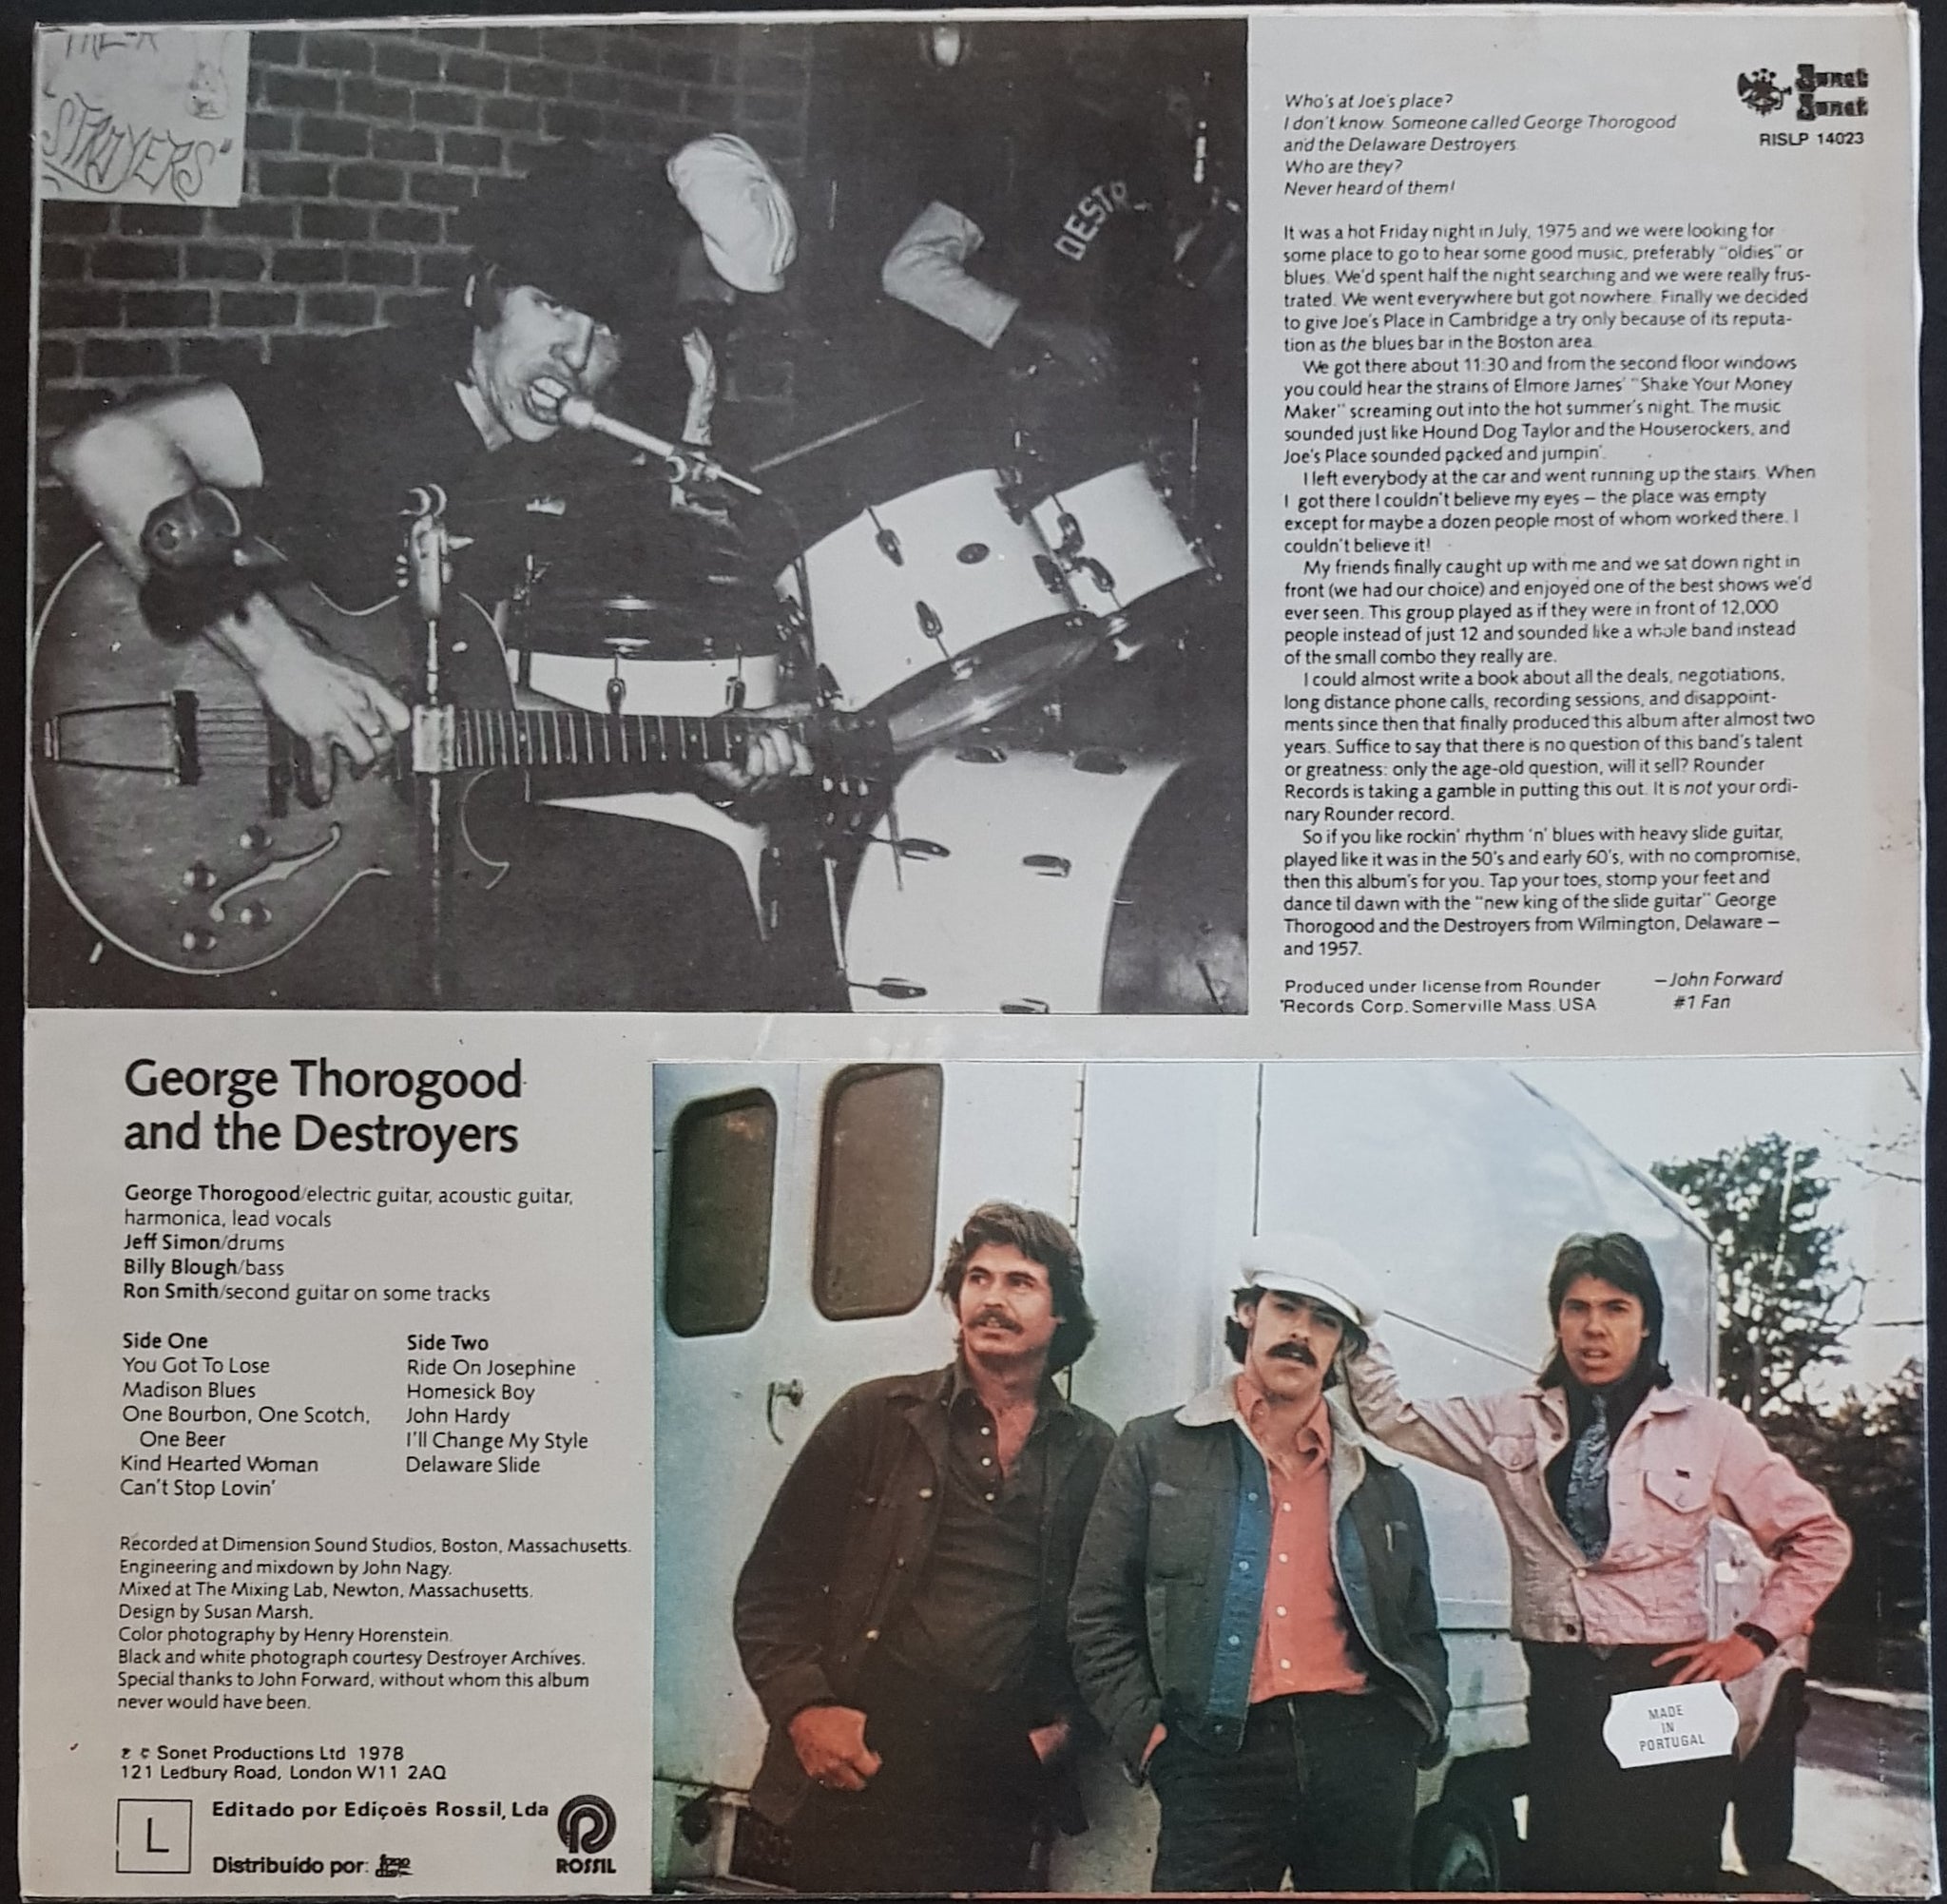 STROYERS"
DESTR
Sonet
Sonet
RISLP 14023
Who's at Joe's place?
I don't know. Someone called George Thorogood
and the Delaware Destroyers.
Who are they?
Never heard of them!
It was a hot Friday night in July, 1975 and we were looking for
some place to go to hear some good music, preferably "oldies" or
blues. We'd spent half the night searching and we were really frus-
trated. We went everywhere but got nowhere. Finally we decided
to give Joe's Place in Cambridge a try only because of its reputa-
tion as the blues bar in the Boston area.
We got there about 11:30 and from the second floor windows
you could hear the strains of Elmore James' "Shake Your Money
Maker" screaming out into the hot summer's night. The music
sounded just like Hound Dog Taylor and the Houserockers, and
Joe's Place sounded packed and jumpin'.
I left everybody at the car and went running up the stairs. When
I got there I couldn't believe my eyes – the place was empty
except for maybe a dozen people most of whom worked there. I
couldn't believe it!
My friends finally caught up with me and we sat down right in
front (we had our choice) and enjoyed one of the best shows we'd
ever seen. This group played as if they were in front of 12,000
people instead of just 12 and sounded like a whole band instead
of the small combo they really are.
I could almost write a book about all the deals, negotiations,
long distance phone calls, recording sessions, and disappoint-
ments since then that finally produced this album after almost two
years. Suffice to say that there is no question of this band's talent
or greatness: only the age-old question, will it sell? Rounder
Records is taking a gamble in putting this out. It is not your ordi-
nary Rounder record.
So if you like rockin' rhythm 'n' blues with heavy slide guitar,
played like it was in the 50's and early 60's, with no compromise,
then this album's for you. Tap your toes, stomp your feet and
dance til dawn with the "new king of the slide guitar" George
Thorogood and the Destroyers from Wilmington, Delaware –
and 1957.
–John Forward
#1 Fan
Produced under license from Rounder
Records Corp. Somerville Mass. USA
George Thorogood
and the Destroyers
George Thorogood/electric guitar, acoustic guitar,
harmonica, lead vocals
Jeff Simon/drums
Billy Blough/bass
Ron Smith/second guitar on some tracks
Side One
You Got To Lose
Madison Blues
One Bourbon, One Scotch,
One Beer
Kind Hearted Woman
Can't Stop Lovin'
Side Two
Ride On Josephine
Homesick Boy
John Hardy
I'll Change My Style
Delaware Slide
Recorded at Dimension Sound Studios, Boston, Massachusetts.
Engineering and mixdown by John Nagy.
Mixed at The Mixing Lab, Newton, Massachusetts.
Design by Susan Marsh.
Color photography by Henry Horenstein.
Black and white photograph courtesy Destroyer Archives.
Special thanks to John Forward, without whom this album
never would have been.
℗ © Sonet Productions Ltd 1978
121 Ledbury Road, London W11 2AQ
L
Editado por Edições Rossil, Lda
Distribuído por:
ROSSIL
MADE
IN
PORTUGAL